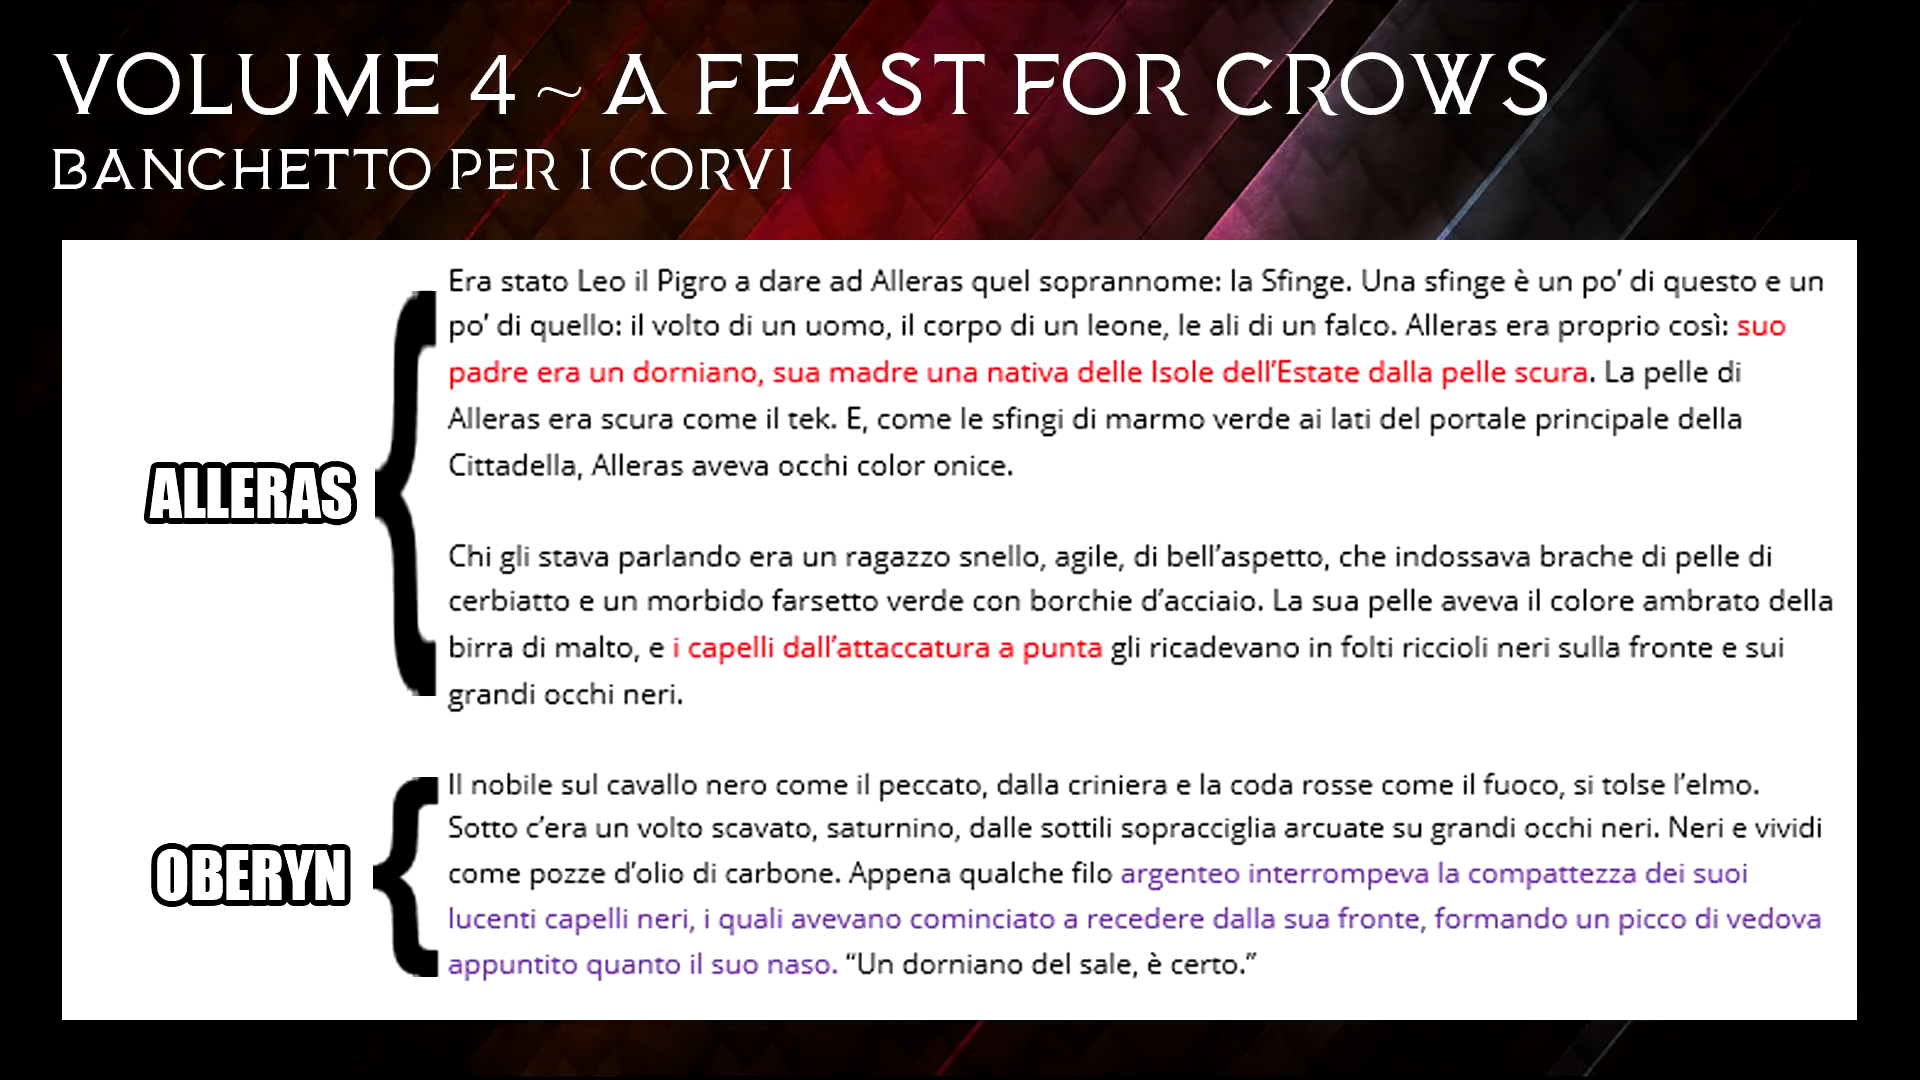 VOLUME 4 ~ A FEAST FOR CROWS
BANCHETTO PER I CORVI
ALLERAS
Era stato Leo il Pigro a dare ad Alleras quel soprannome: la Sfinge. Una sfinge è un po’ di questo e un
po’ di quello: il volto di un uomo, il corpo di un leone, le ali di un falco. Alleras era proprio così: suo
padre era un dorniano, sua madre una nativa delle Isole dell’Estate dalla pelle scura. La pelle di
Alleras era scura come il tek. E, come le sfingi di marmo verde ai lati del portale principale della
Cittadella, Alleras aveva occhi color onice.
Chi gli stava parlando era un ragazzo snello, agile, di bell’aspetto, che indossava brache di pelle di
cerbiatto e un morbido farsetto verde con borchie d’acciaio. La sua pelle aveva il colore ambrato della
birra di malto, e i capelli dall’attaccatura a punta gli ricadevano in folti riccioli neri sulla fronte e sui
grandi occhi neri.
OBERYN
Il nobile sul cavallo nero come il peccato, dalla criniera e la coda rosse come il fuoco, si tolse l’elmo.
Sotto c’era un volto scavato, saturnino, dalle sottili sopracciglia arcuate su grandi occhi neri. Neri e vividi
come pozze d’olio di carbone. Appena qualche filo argenteo interrompeva la compattezza dei suoi
lucenti capelli neri, i quali avevano cominciato a recedere dalla sua fronte, formando un picco di vedova
appuntito quanto il suo naso. “Un dorniano del sale, è certo.”